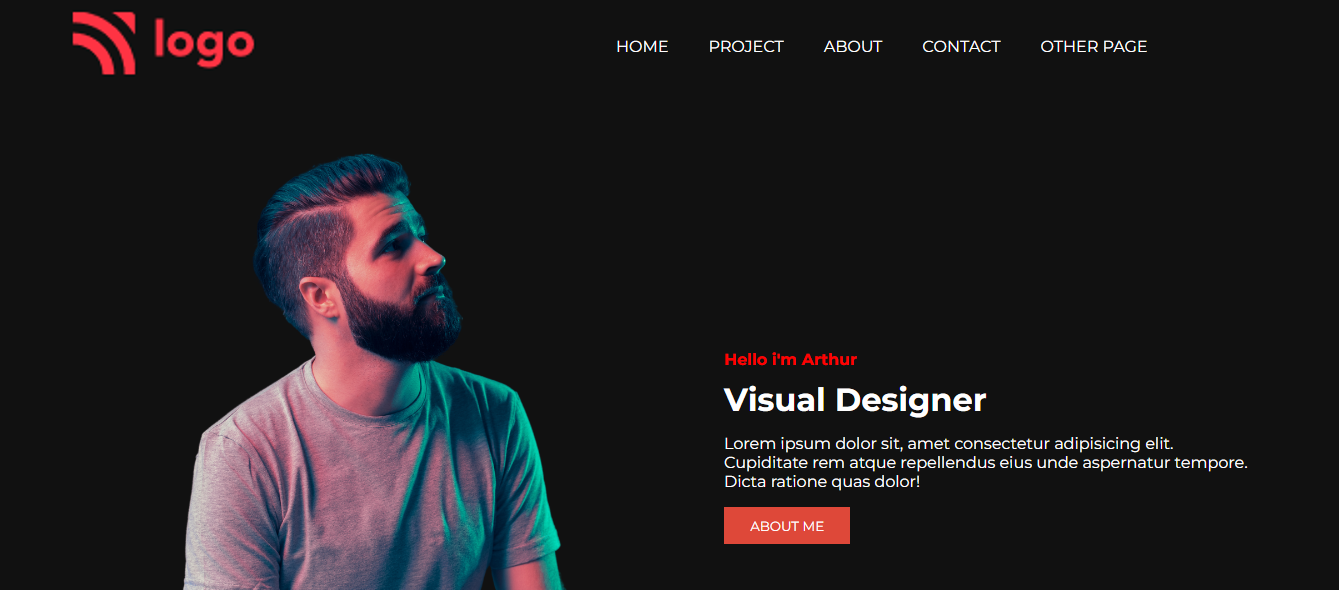 logo
HOME PROJECT ABOUT CONTACT OTHER PAGE
Hello i'm Arthur
Visual Designer
Lorem ipsum dolor sit, amet consectetur adipisicing elit.
Cupiditate rem atque repellendus eius unde aspernatur tempore.
Dicta ratione quas dolor!
ABOUT ME